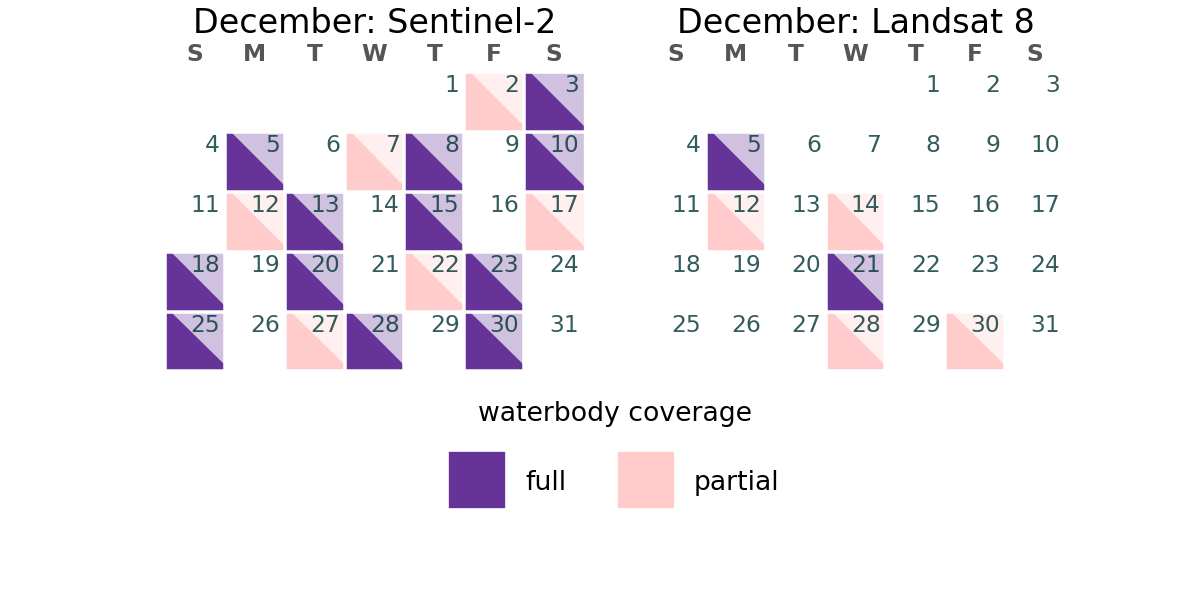 December: Sentinel-2
S M T W T F S
1 2 3
4 5 6 7 8 9 10
11 12 13 14 15 16 17
18 19 20 21 22 23 24
25 26 27 28 29 30 31
December: Landsat 8
S M T W T F S
1 2 3
4 5 6 7 8 9 10
11 12 13 14 15 16 17
18 19 20 21 22 23 24
25 26 27 28 29 30 31
waterbody coverage
full
partial